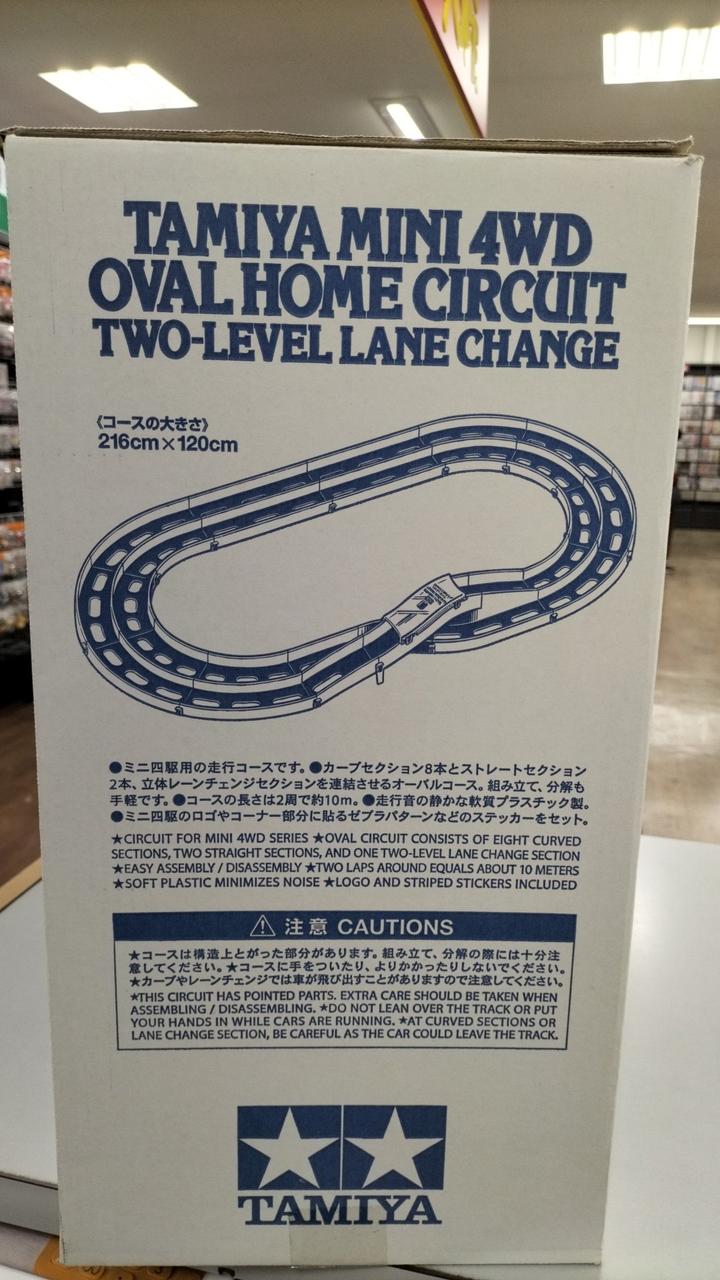 TAMIYA MINI 4WD
OVAL HOME CIRCUIT
TWO-LEVEL LANE CHANGE
《コースの大きさ》
216cm×120cm
●ミニ四駆用の走行コースです。●カーブセクション8本とストレートセクション
2本、立体レーンチェンジセクションを連結させるオーバルコース。組み立て、分解も
手軽です。●コースの長さは2周で約10m。●走行音の静かな軟質プラスチック製。
●ミニ四駆のロゴやコーナー部分に貼るゼブラパターンなどのステッカーをセット。
★CIRCUIT FOR MINI 4WD SERIES ★OVAL CIRCUIT CONSISTS OF EIGHT CURVED
SECTIONS, TWO STRAIGHT SECTIONS, AND ONE TWO-LEVEL LANE CHANGE SECTION
★EASY ASSEMBLY / DISASSEMBLY ★TWO LAPS AROUND EQUALS ABOUT 10 METERS
★SOFT PLASTIC MINIMIZES NOISE ★LOGO AND STRIPED STICKERS INCLUDED
注意 CAUTIONS
★コースは構造上とがった部分があります。組み立て、分解の際には十分注
意してください。★コースに手をついたり、よりかかったりしないでください。
★カーブやレーンチェンジでは車が飛び出すことがありますので注意してください。
★THIS CIRCUIT HAS POINTED PARTS. EXTRA CARE SHOULD BE TAKEN WHEN
ASSEMBLING / DISASSEMBLING. ★DO NOT LEAN OVER THE TRACK OR PUT
YOUR HANDS IN WHILE CARS ARE RUNNING. ★AT CURVED SECTIONS OR
LANE CHANGE SECTION, BE CAREFUL AS THE CAR COULD LEAVE THE TRACK.
TAMIYA